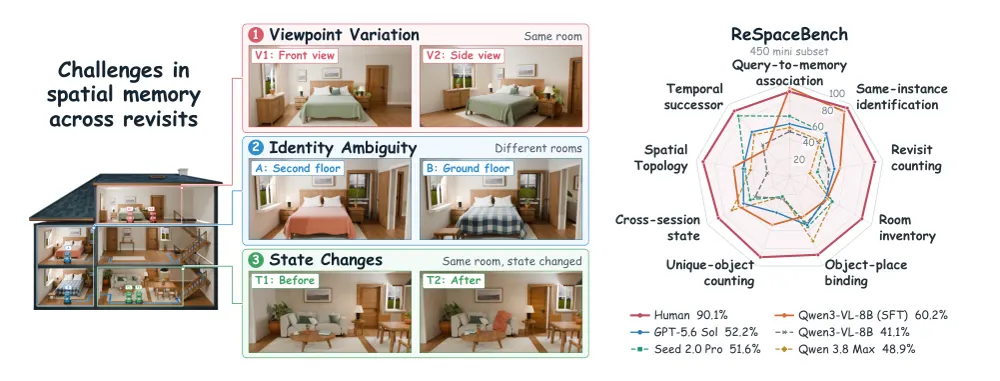 Challenges in
spatial memory
across revisits
1 Viewpoint Variation
Same room
V1: Front view
V2: Side view
2 Identity Ambiguity
Different rooms
A: Second floor
B: Ground floor
3 State Changes
Same room, state changed
T1: Before
T2: After
ReSpaceBench
450 mini subset
Query-to-memory
association
Same-instance
identification
Revisit
counting
Room
inventory
Object-place
binding
Unique-object
counting
Cross-session
state
Spatial
Topology
Temporal
successor
100
80
60
40
20
Human 90.1%
GPT-5.6 Sol 52.2%
Seed 2.0 Pro 51.6%
Qwen3-VL-8B (SFT) 60.2%
Qwen3-VL-8B 41.1%
Qwen 3.8 Max 48.9%